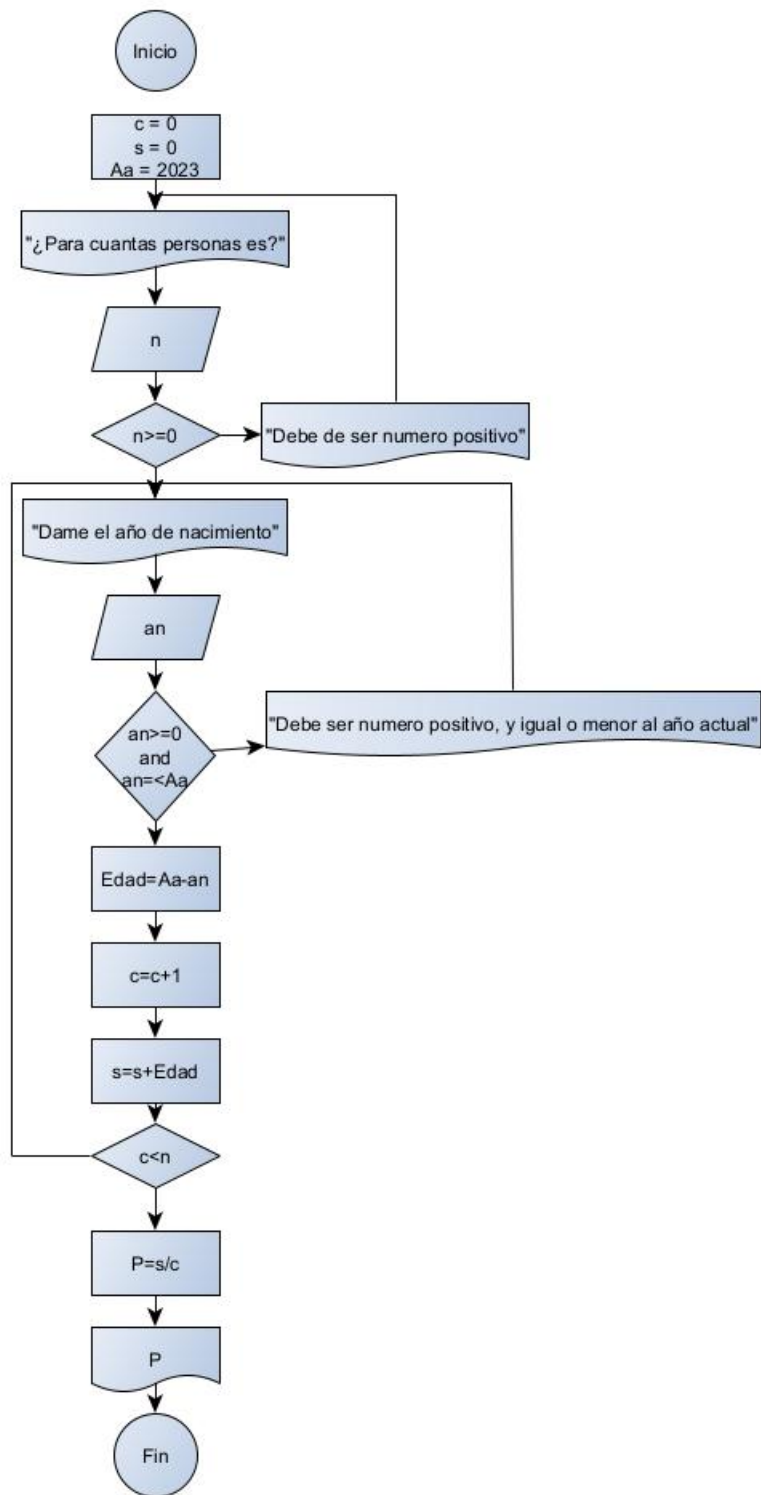 Inicio
c = 0
s = 0
Aa = 2023
"¿Para cuantas personas es?"
n
n>=0
"Debe de ser numero positivo"
"Dame el año de nacimiento"
an
an>=0
and
an=<Aa
"Debe ser numero positivo, y igual o menor al año actual"
Edad=Aa-an
c=c+1
s=s+Edad
c<n
P=s/c
P
Fin